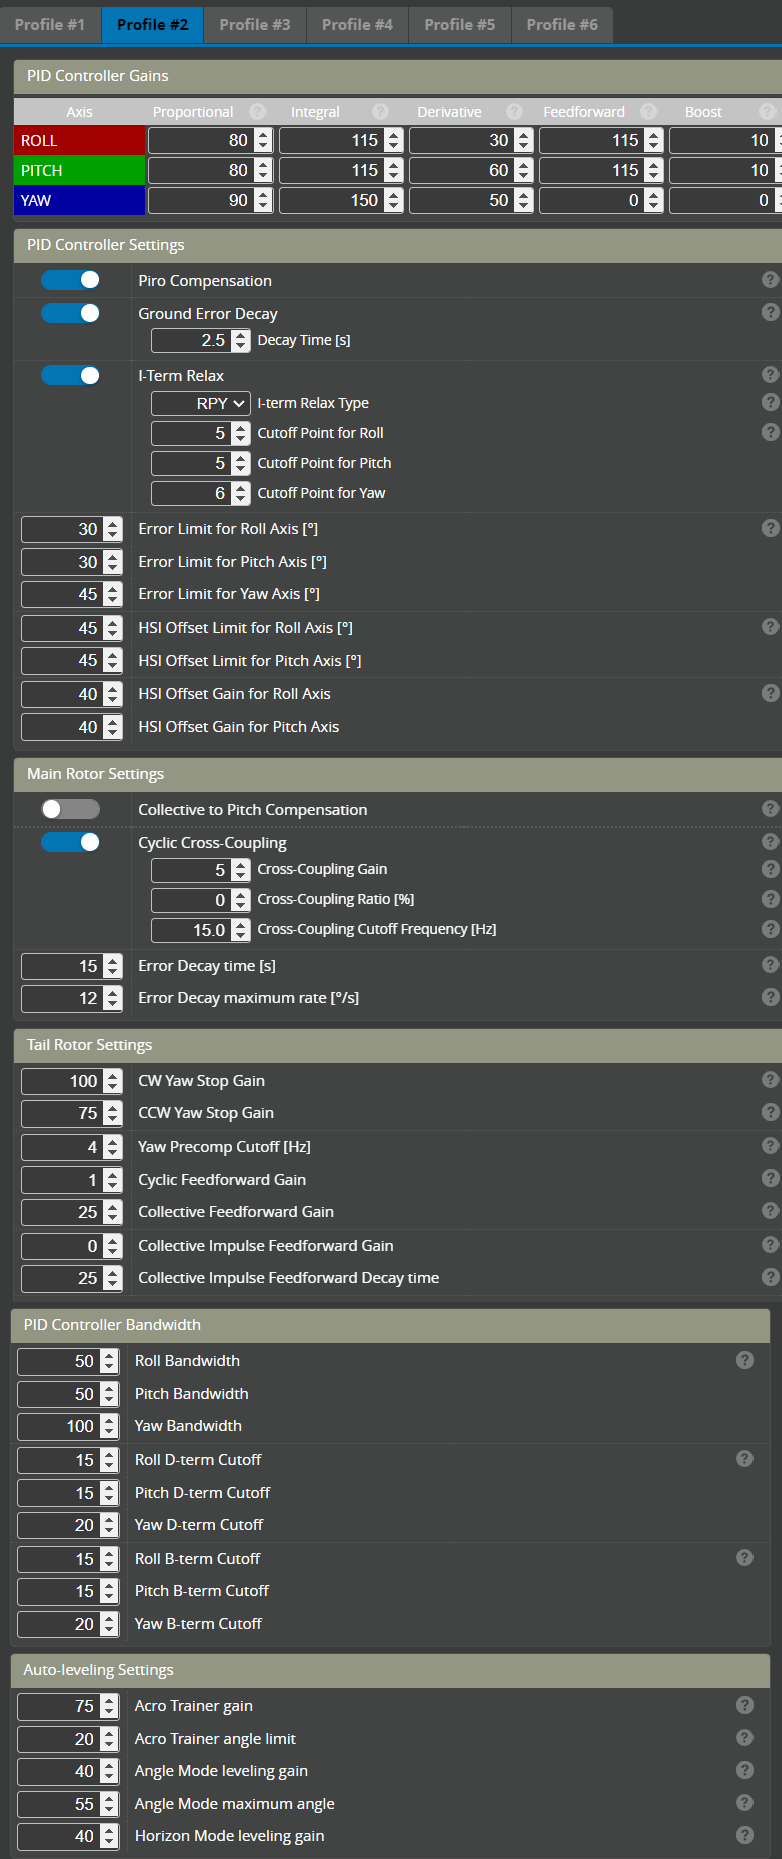 Profile #1 Profile #2 Profile #3 Profile #4 Profile #5 Profile #6
PID Controller Gains
Axis Proportional ? Integral ? Derivative ? Feedforward ? Boost ?
ROLL 80 115 30 115 10
PITCH 80 115 60 115 10
YAW 90 150 50 0 0
PID Controller Settings
Piro Compensation ?
Ground Error Decay ?
2.5 Decay Time [s]
I-Term Relax ?
RPY I-term Relax Type ?
5 Cutoff Point for Roll ?
5 Cutoff Point for Pitch
6 Cutoff Point for Yaw
30 Error Limit for Roll Axis [°] ?
30 Error Limit for Pitch Axis [°]
45 Error Limit for Yaw Axis [°]
45 HSI Offset Limit for Roll Axis [°] ?
45 HSI Offset Limit for Pitch Axis [°]
40 HSI Offset Gain for Roll Axis ?
40 HSI Offset Gain for Pitch Axis
Main Rotor Settings
Collective to Pitch Compensation ?
Cyclic Cross-Coupling ?
5 Cross-Coupling Gain ?
0 Cross-Coupling Ratio [%] ?
15.0 Cross-Coupling Cutoff Frequency [Hz] ?
15 Error Decay time [s] ?
12 Error Decay maximum rate [°/s] ?
Tail Rotor Settings
100 CW Yaw Stop Gain ?
75 CCW Yaw Stop Gain ?
4 Yaw Precomp Cutoff [Hz] ?
1 Cyclic Feedforward Gain ?
25 Collective Feedforward Gain ?
0 Collective Impulse Feedforward Gain ?
25 Collective Impulse Feedforward Decay time ?
PID Controller Bandwidth
50 Roll Bandwidth ?
50 Pitch Bandwidth
100 Yaw Bandwidth
15 Roll D-term Cutoff ?
15 Pitch D-term Cutoff
20 Yaw D-term Cutoff
15 Roll B-term Cutoff ?
15 Pitch B-term Cutoff
20 Yaw B-term Cutoff
Auto-leveling Settings
75 Acro Trainer gain ?
20 Acro Trainer angle limit ?
40 Angle Mode leveling gain ?
55 Angle Mode maximum angle ?
40 Horizon Mode leveling gain ?